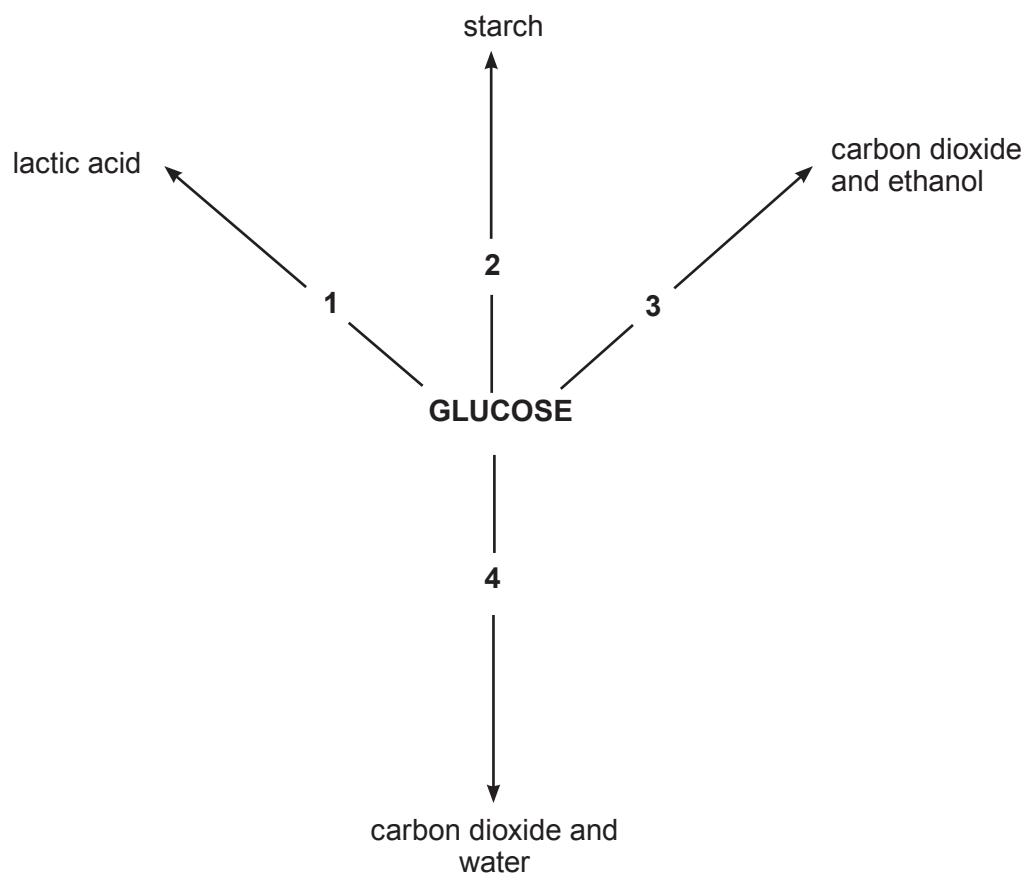 starch
lactic acid
carbon dioxide
and ethanol
2
1
3
GLUCOSE
4
carbon dioxide and
water